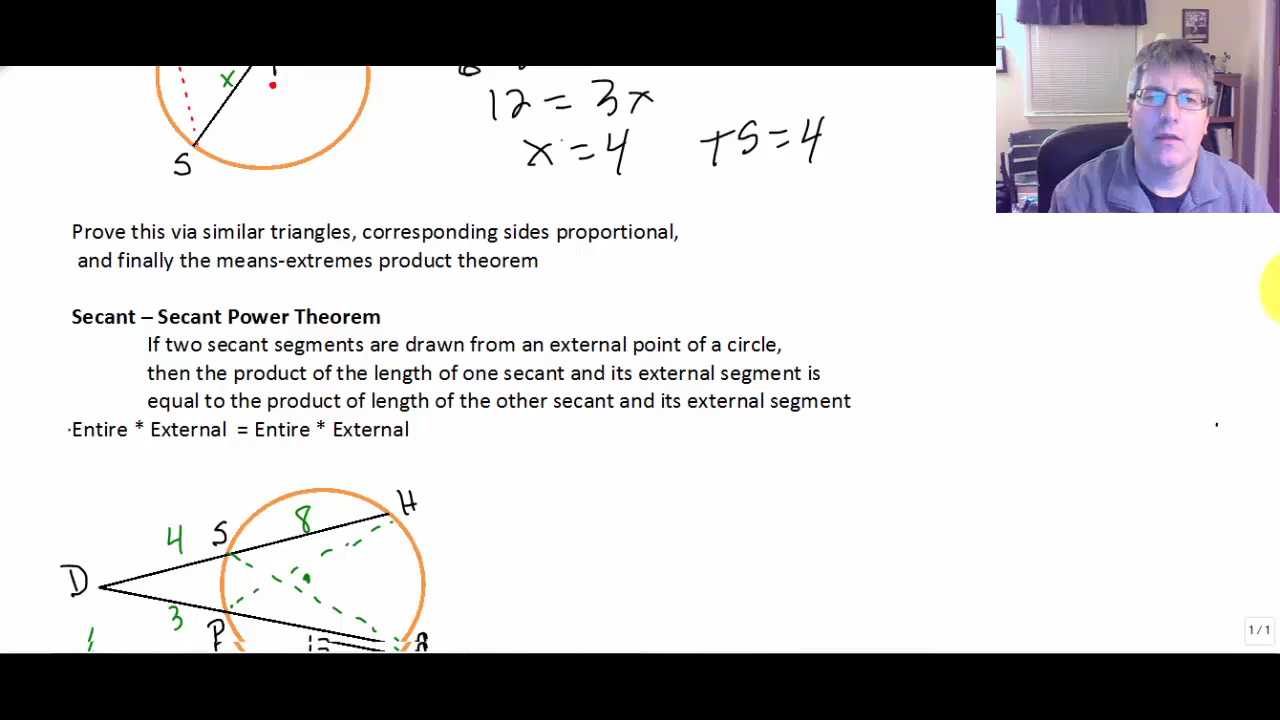 x
S
12 = 3x
x = 4
TS = 4
Prove this via similar triangles, corresponding sides proportional,
and finally the means-extremes product theorem
Secant – Secant Power Theorem
If two secant segments are drawn from an external point of a circle,
then the product of the length of one secant and its external segment is
equal to the product of length of the other secant and its external segment
Entire * External = Entire * External
H
8
S
4
D
3
P
1 / 1